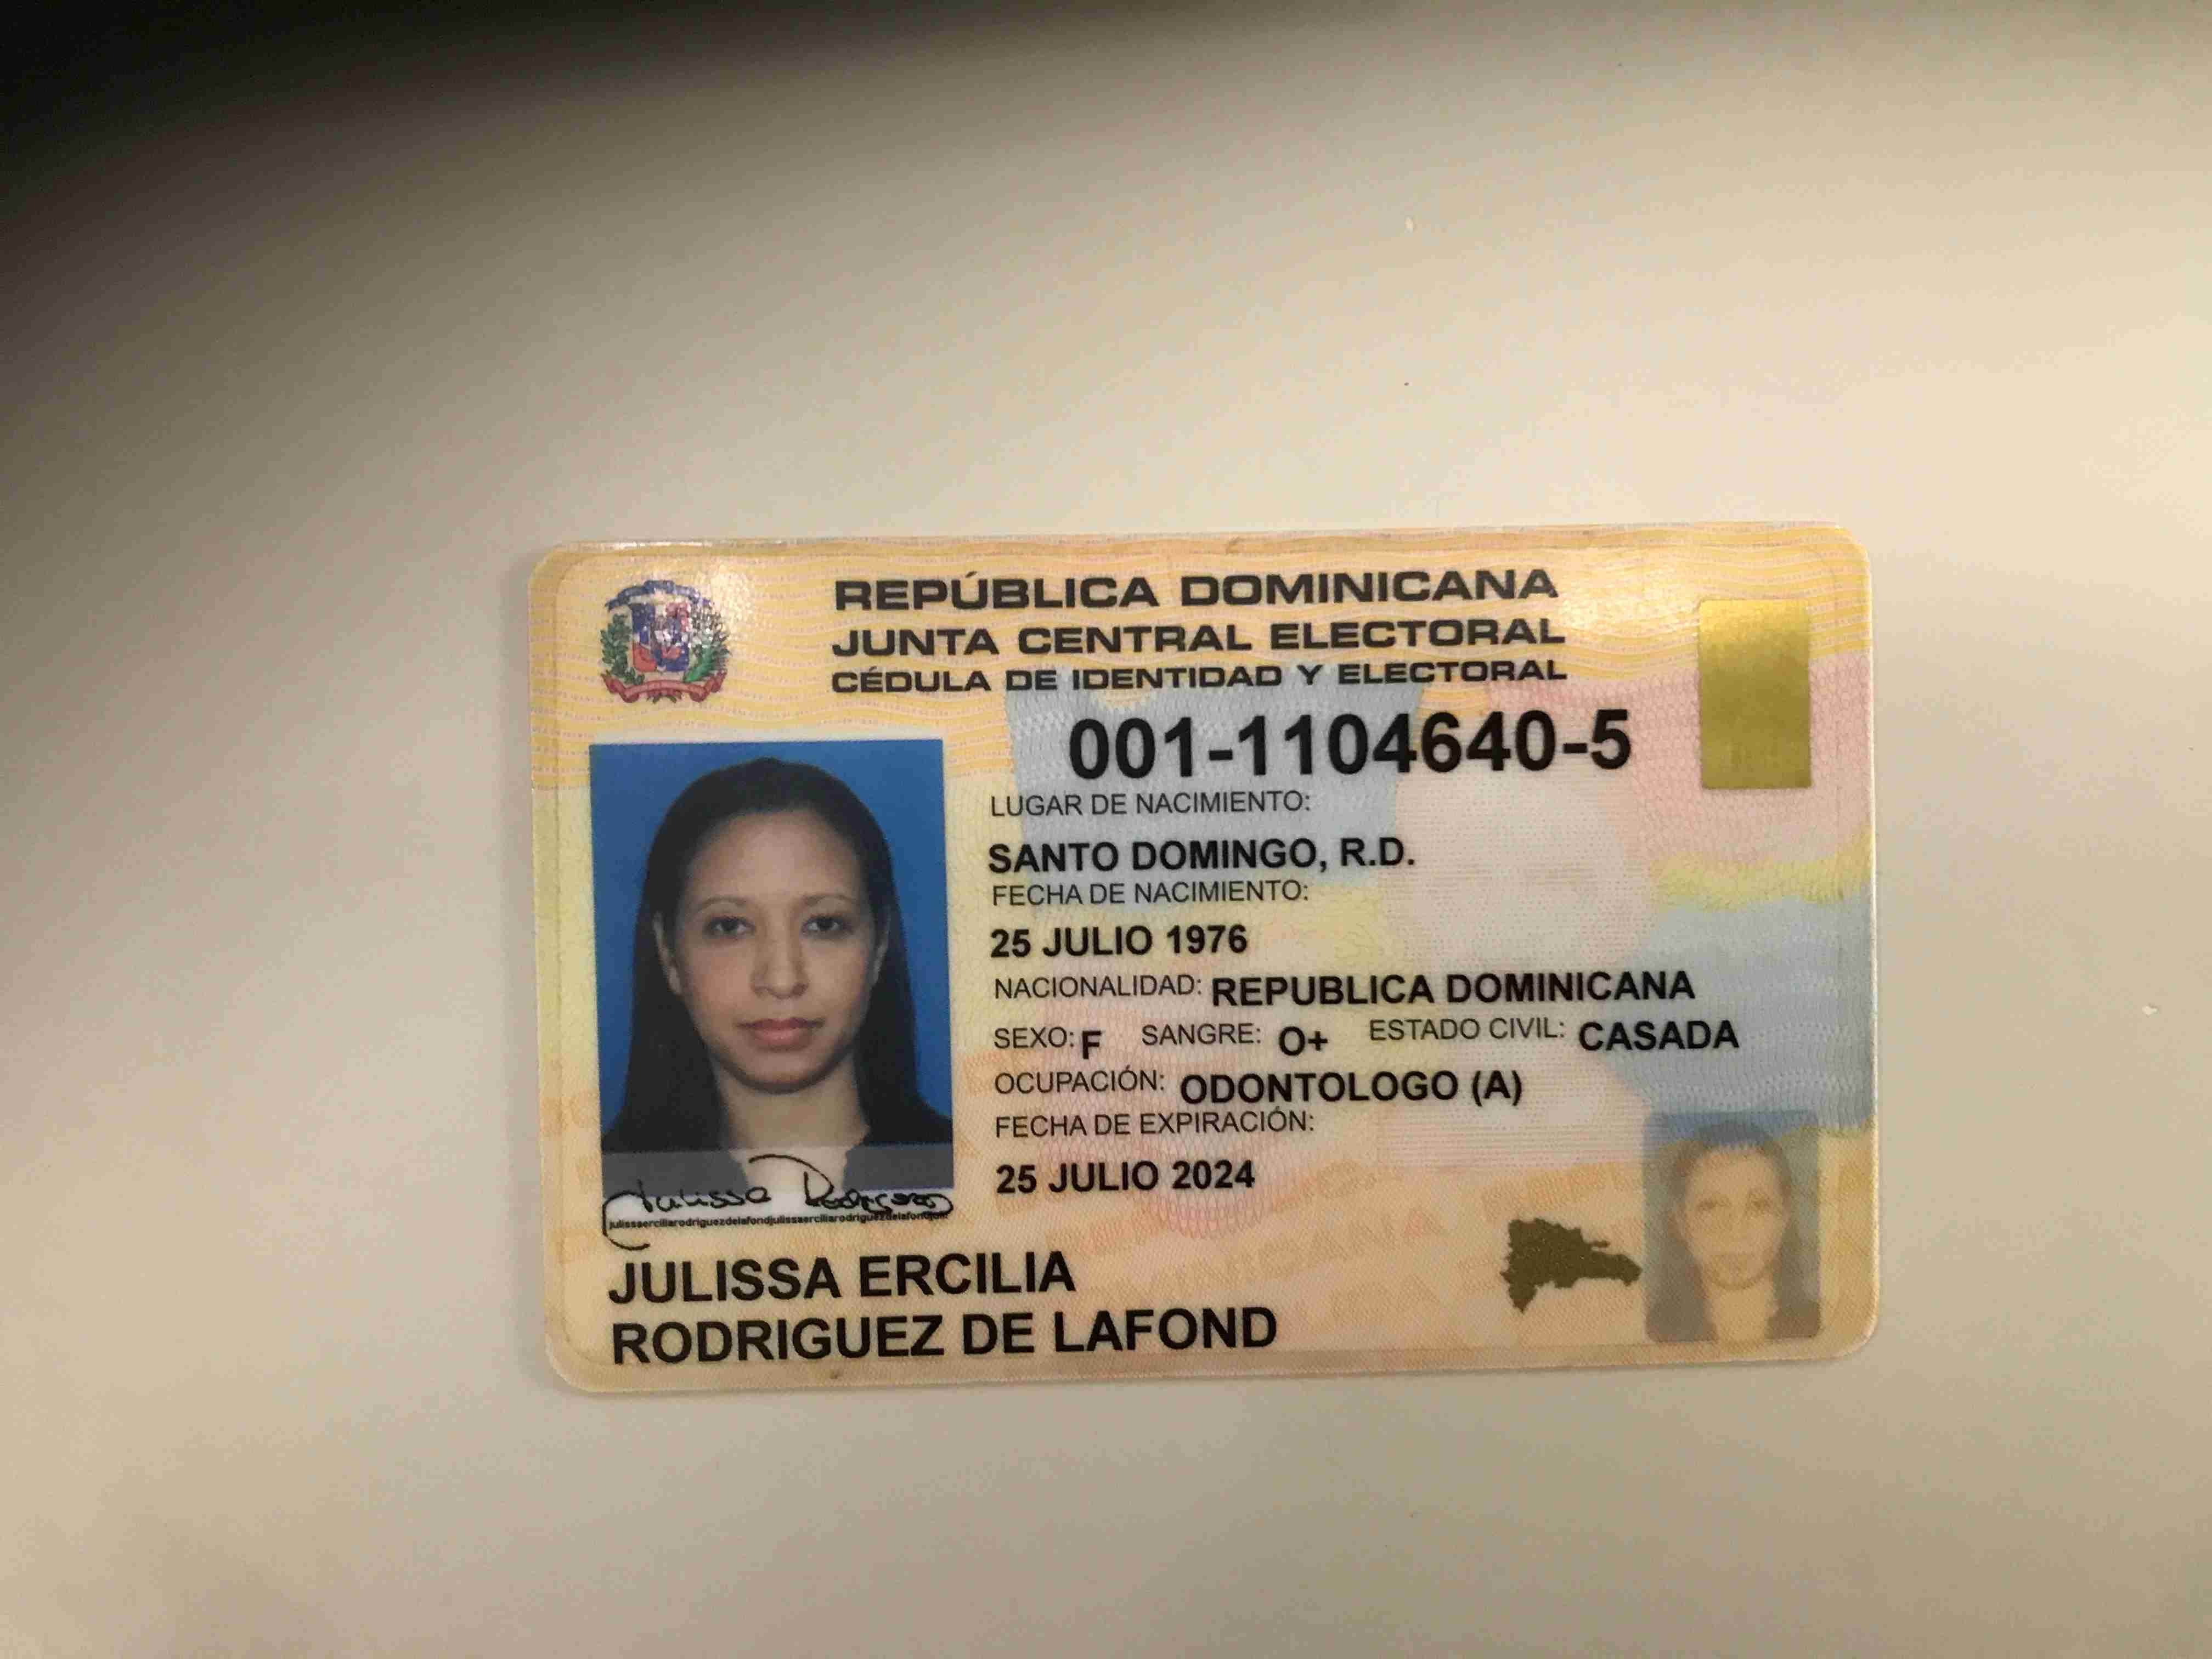 REPÚBLICA DOMINICANA
JUNTA CENTRAL ELECTORAL
CÉDULA DE IDENTIDAD Y ELECTORAL
001-1104640-5
LUGAR DE NACIMIENTO:
SANTO DOMINGO, R.D.
FECHA DE NACIMIENTO:
25 JULIO 1976
NACIONALIDAD: REPUBLICA DOMINICANA
SEXO: F SANGRE: O+ ESTADO CIVIL: CASADA
OCUPACIÓN: ODONTOLOGO (A)
FECHA DE EXPIRACIÓN:
25 JULIO 2024
Julissa Rodriguez
JULISSA ERCILIA
RODRIGUEZ DE LAFOND